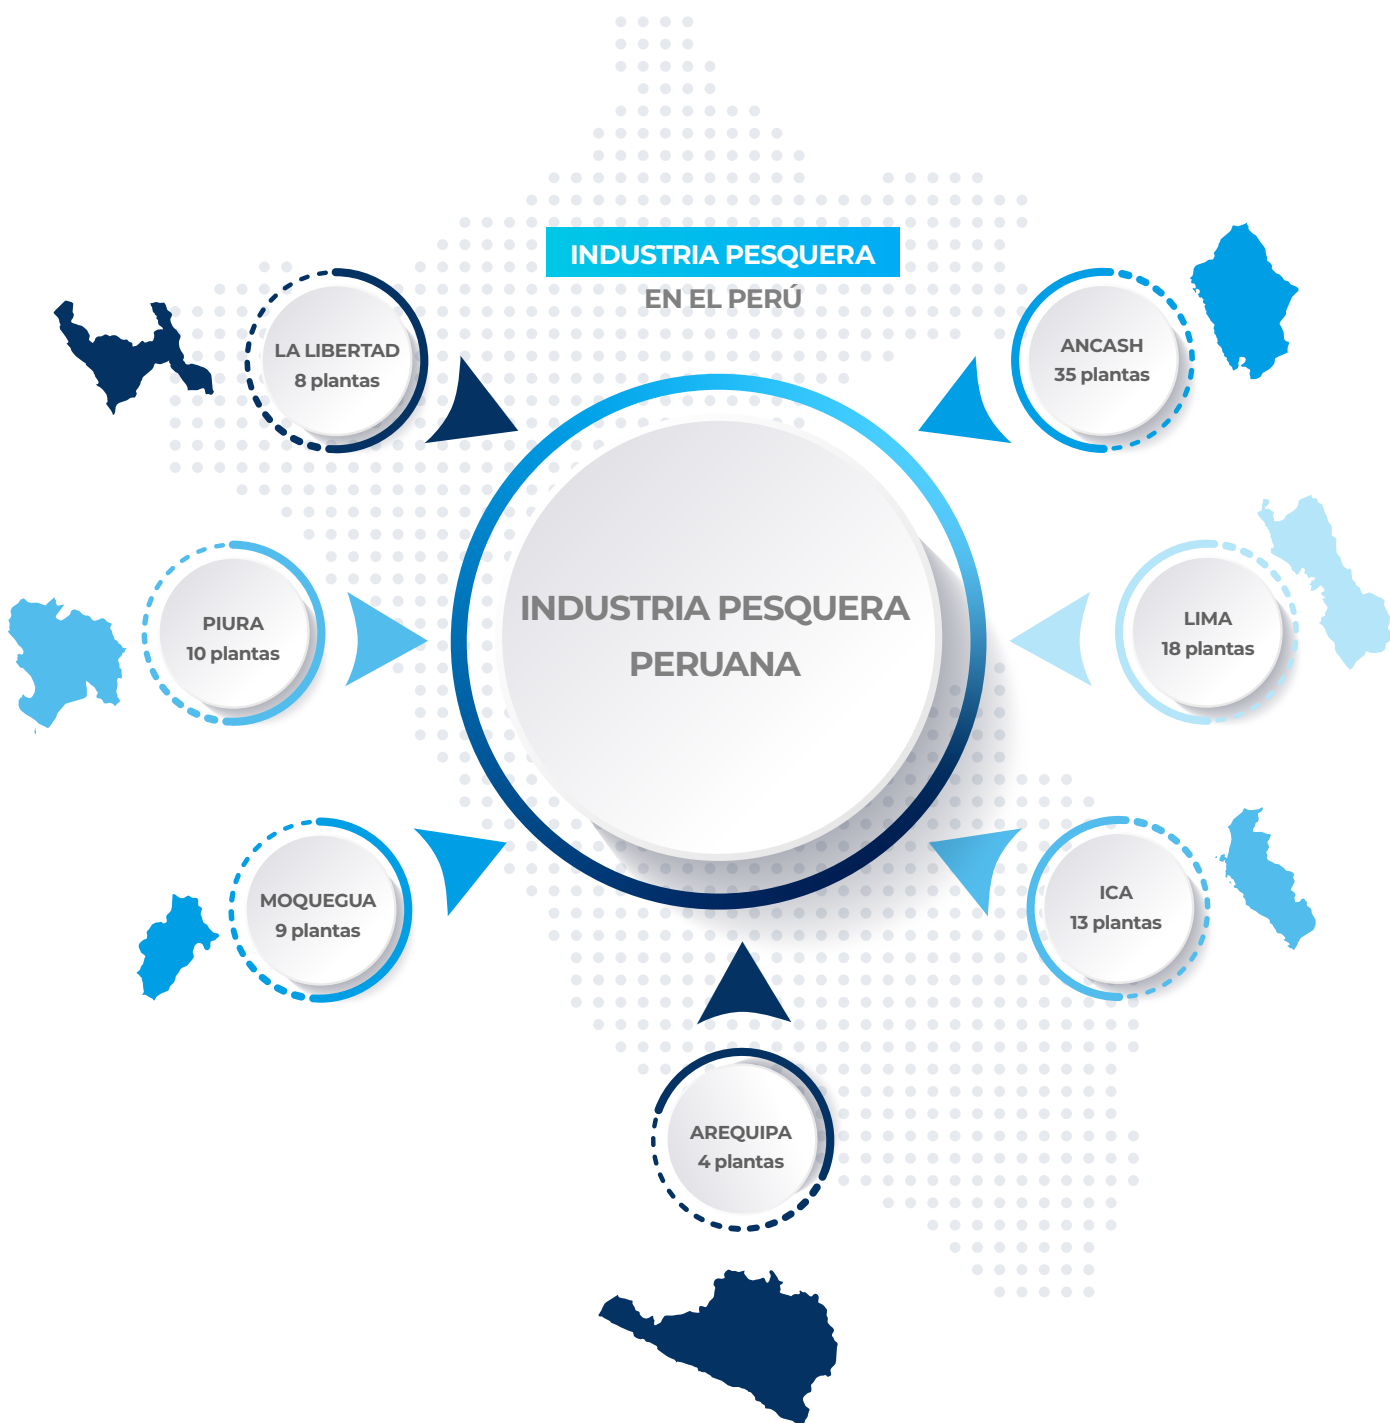 INDUSTRIA PESQUERA
EN EL PERÚ
LA LIBERTAD
8 plantas
ANCASH
35 plantas
INDUSTRIA PESQUERA
PERUANA
PIURA
10 plantas
LIMA
18 plantas
MOQUEGUA
9 plantas
ICA
13 plantas
AREQUIPA
4 plantas